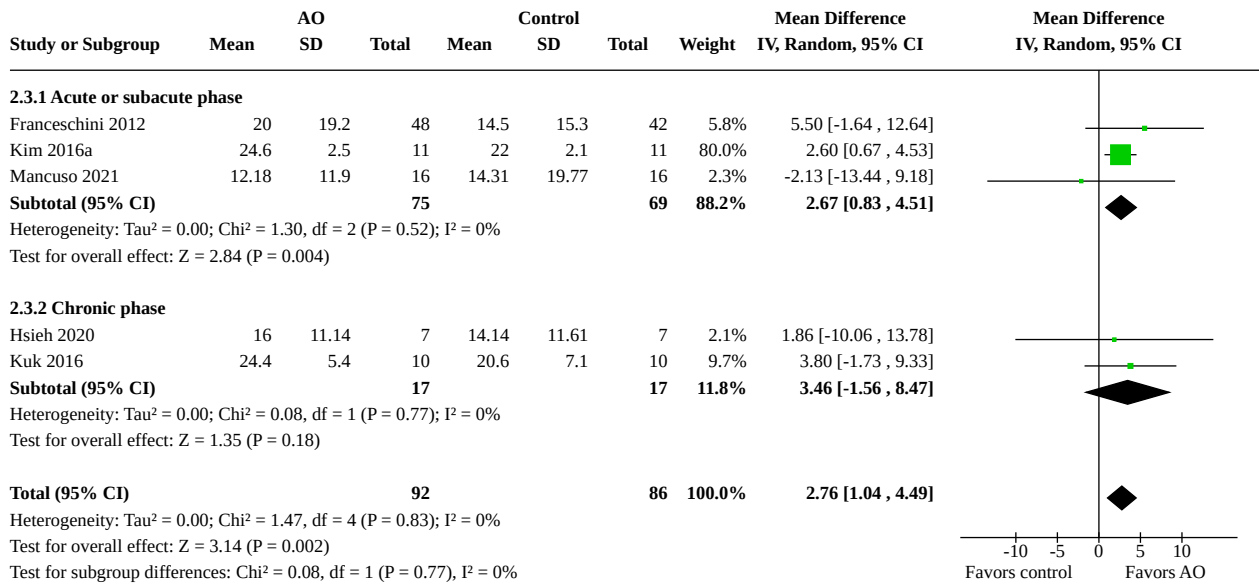 AO Control Mean Difference Mean Difference
Study or Subgroup Mean SD Total Mean SD Total Weight IV, Random, 95% CI IV, Random, 95% CI
2.3.1 Acute or subacute phase
Franceschini 2012 20 19.2 48 14.5 15.3 42 5.8% 5.50 [-1.64 , 12.64]
Kim 2016a 24.6 2.5 11 22 2.1 11 80.0% 2.60 [0.67 , 4.53]
Mancuso 2021 12.18 11.9 16 14.31 19.77 16 2.3% -2.13 [-13.44 , 9.18]
Subtotal (95% CI) 75 69 88.2% 2.67 [0.83 , 4.51]
Heterogeneity: Tau² = 0.00; Chi² = 1.30, df = 2 (P = 0.52); I² = 0%
Test for overall effect: Z = 2.84 (P = 0.004)
2.3.2 Chronic phase
Hsieh 2020 16 11.14 7 14.14 11.61 7 2.1% 1.86 [-10.06 , 13.78]
Kuk 2016 24.4 5.4 10 20.6 7.1 10 9.7% 3.80 [-1.73 , 9.33]
Subtotal (95% CI) 17 17 11.8% 3.46 [-1.56 , 8.47]
Heterogeneity: Tau² = 0.00; Chi² = 0.08, df = 1 (P = 0.77); I² = 0%
Test for overall effect: Z = 1.35 (P = 0.18)
Total (95% CI) 92 86 100.0% 2.76 [1.04 , 4.49]
Heterogeneity: Tau² = 0.00; Chi² = 1.47, df = 4 (P = 0.83); I² = 0%
Test for overall effect: Z = 3.14 (P = 0.002)
Test for subgroup differences: Chi² = 0.08, df = 1 (P = 0.77), I² = 0%
-10 -5 0 5 10
Favors control Favors AO